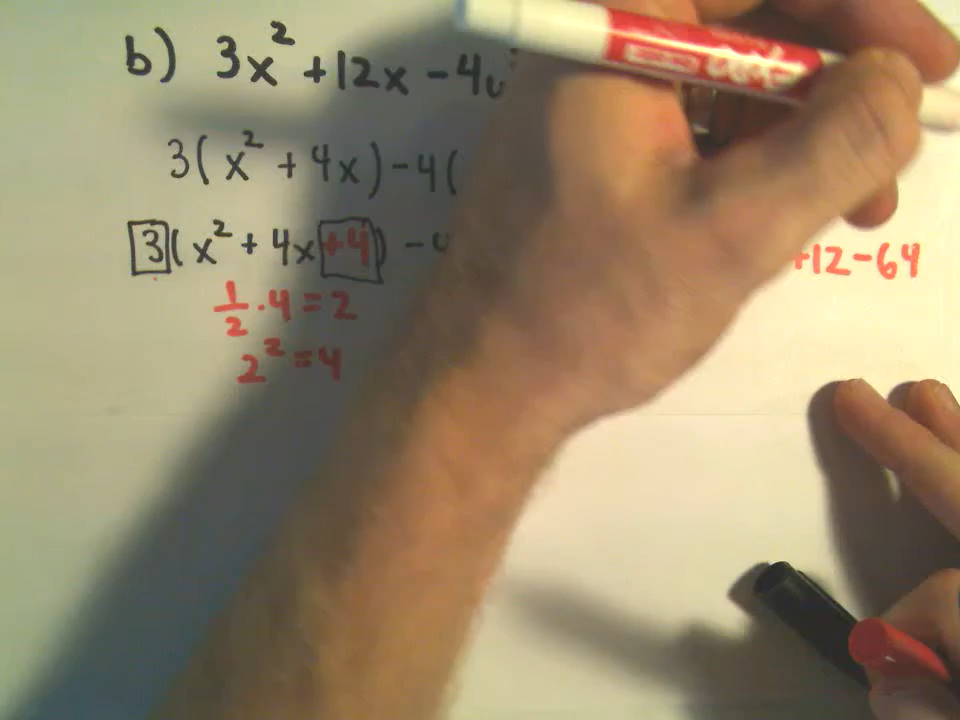 b) 3x² + 12x - 4
3(x² + 4x) - 4(
3(x² + 4x + 4) -
+12 - 64
1/2 · 4 = 2
2² = 4